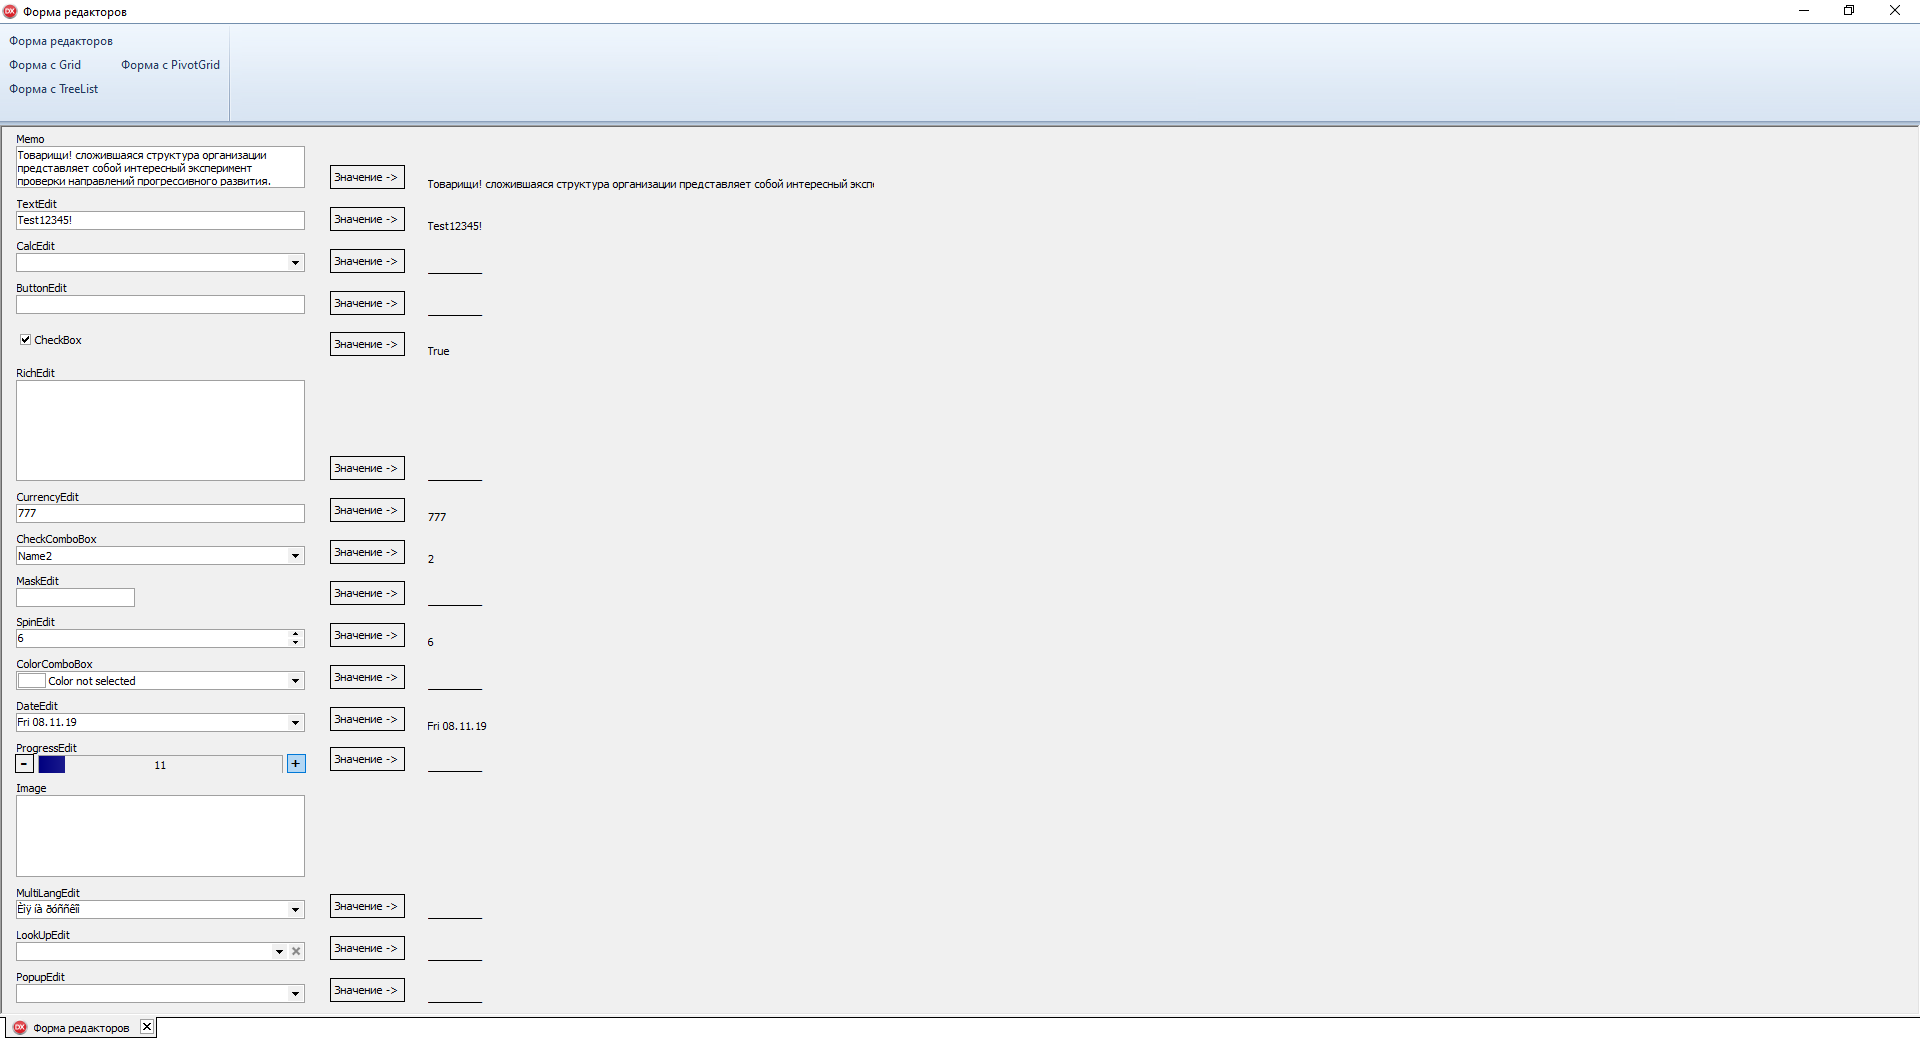 Форма редакторов
Форма редакторов
Форма с Grid Форма с PivotGrid
Форма с TreeList
Memo
Товарищи! сложившаяся структура организации
представляет собой интересный эксперимент
проверки направлений прогрессивного развития.
Значение -> Товарищи! сложившаяся структура организации представляет собой интересный эксп
TextEdit
Test12345! Значение -> Test12345!
CalcEdit
Значение ->
ButtonEdit
Значение ->
CheckBox Значение -> True
RichEdit
Значение ->
CurrencyEdit
777 Значение -> 777
CheckComboBox
Name2 Значение -> 2
MaskEdit
Значение ->
SpinEdit
6 Значение -> 6
ColorComboBox
Color not selected Значение ->
DateEdit
Fri 08.11.19 Значение -> Fri 08.11.19
ProgressEdit
- 11 + Значение ->
Image
MultiLangEdit
Èìÿ íà ðóññêîì Значение ->
LookUpEdit
Значение ->
PopupEdit
Значение ->
Форма редакторов